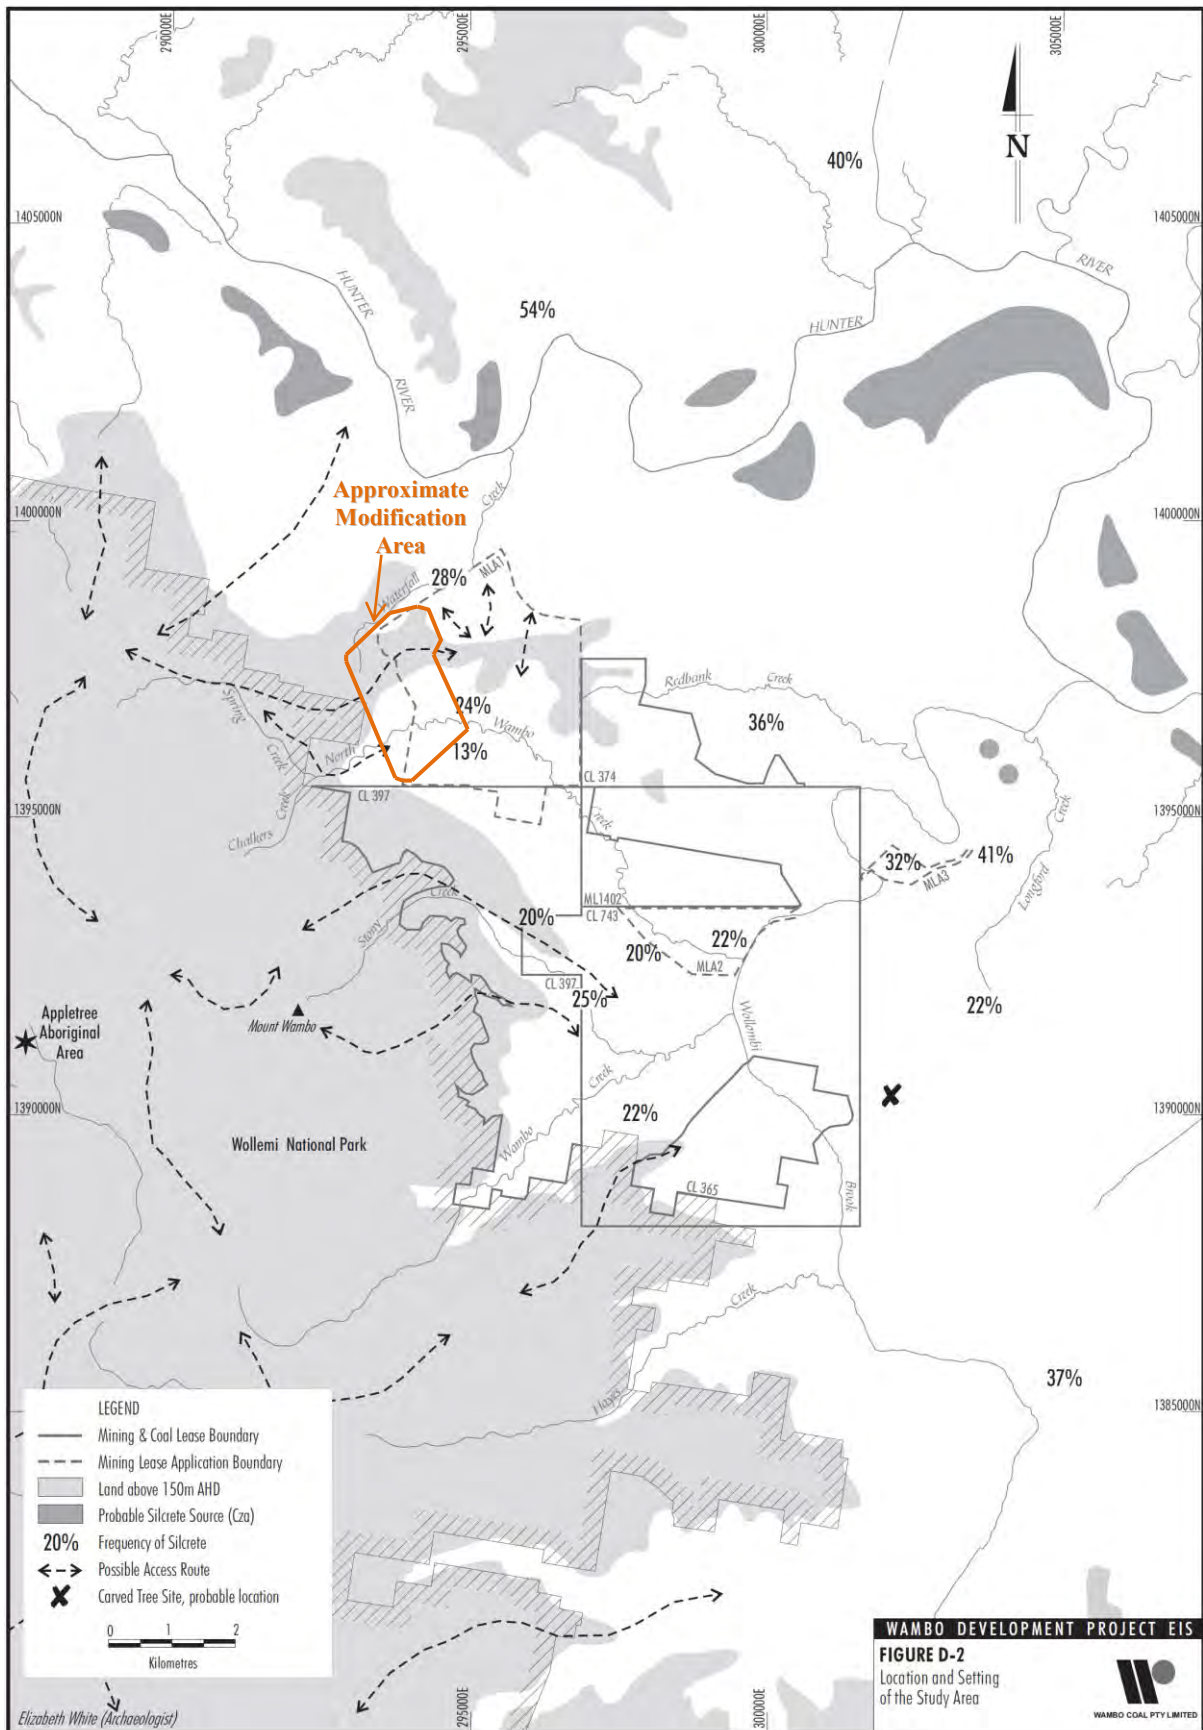 290000E
295000E
300000E
305000E
40%
N
1405000N
1405000N
HUNTER
RIVER
RIVER
HUNTER
54%
1400000N
1400000N
Approximate
Modification
Area
Creek
Waterfall
28%
MLA1
24%
13%
Wambo
Redbank
Creek
36%
Spring
Creek
North
Creek
Chalkers
CL 397
CL 374
1395000N
1395000N
Creek
Creek
Longford
32%
41%
MLA3
Creek
Stony
20%
ML1402
CL 743
20%
22%
MLA2
CL 397
25%
22%
Appletree
Aboriginal
Area
Mount Wambo
Wollombi
Creek
Wambo
22%
1390000N
1390000N
Wollemi National Park
CL 365
Brook
Creek
Hayes
37%
1385000N
LEGEND
Mining & Coal Lease Boundary
Mining Lease Application Boundary
Land above 150m AHD
Probable Silcrete Source (Cza)
20% Frequency of Silcrete
Possible Access Route
Carved Tree Site, probable location
0 1 2
Kilometres
Elizabeth White (Archaeologist)
295000E
300000E
WAMBO DEVELOPMENT PROJECT EIS
FIGURE D-2
Location and Setting
of the Study Area
WAMBO COAL PTY LIMITED